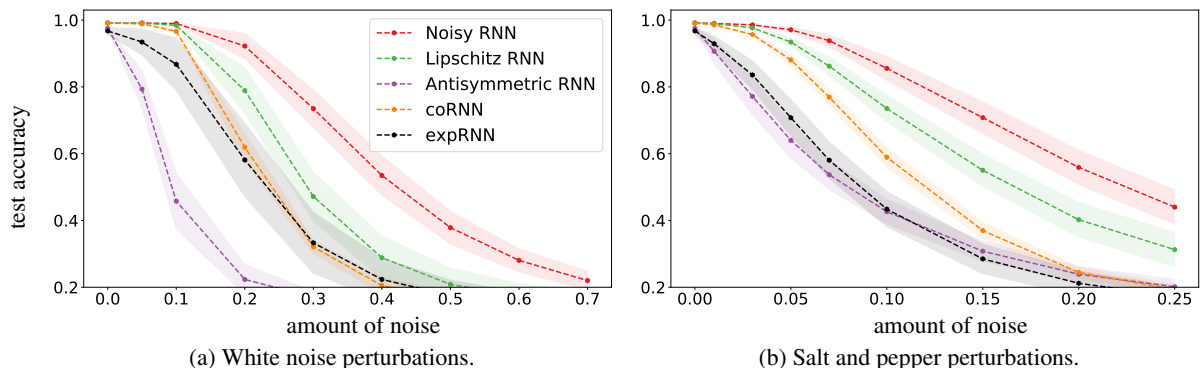 test accuracy
1.0
0.8
0.6
0.4
0.2
Noisy RNN
Lipschitz RNN
Antisymmetric RNN
coRNN
expRNN
0.0 0.1 0.2 0.3 0.4 0.5 0.6 0.7
amount of noise
(a) White noise perturbations.
1.0
0.8
0.6
0.4
0.2
0.00 0.05 0.10 0.15 0.20 0.25
amount of noise
(b) Salt and pepper perturbations.